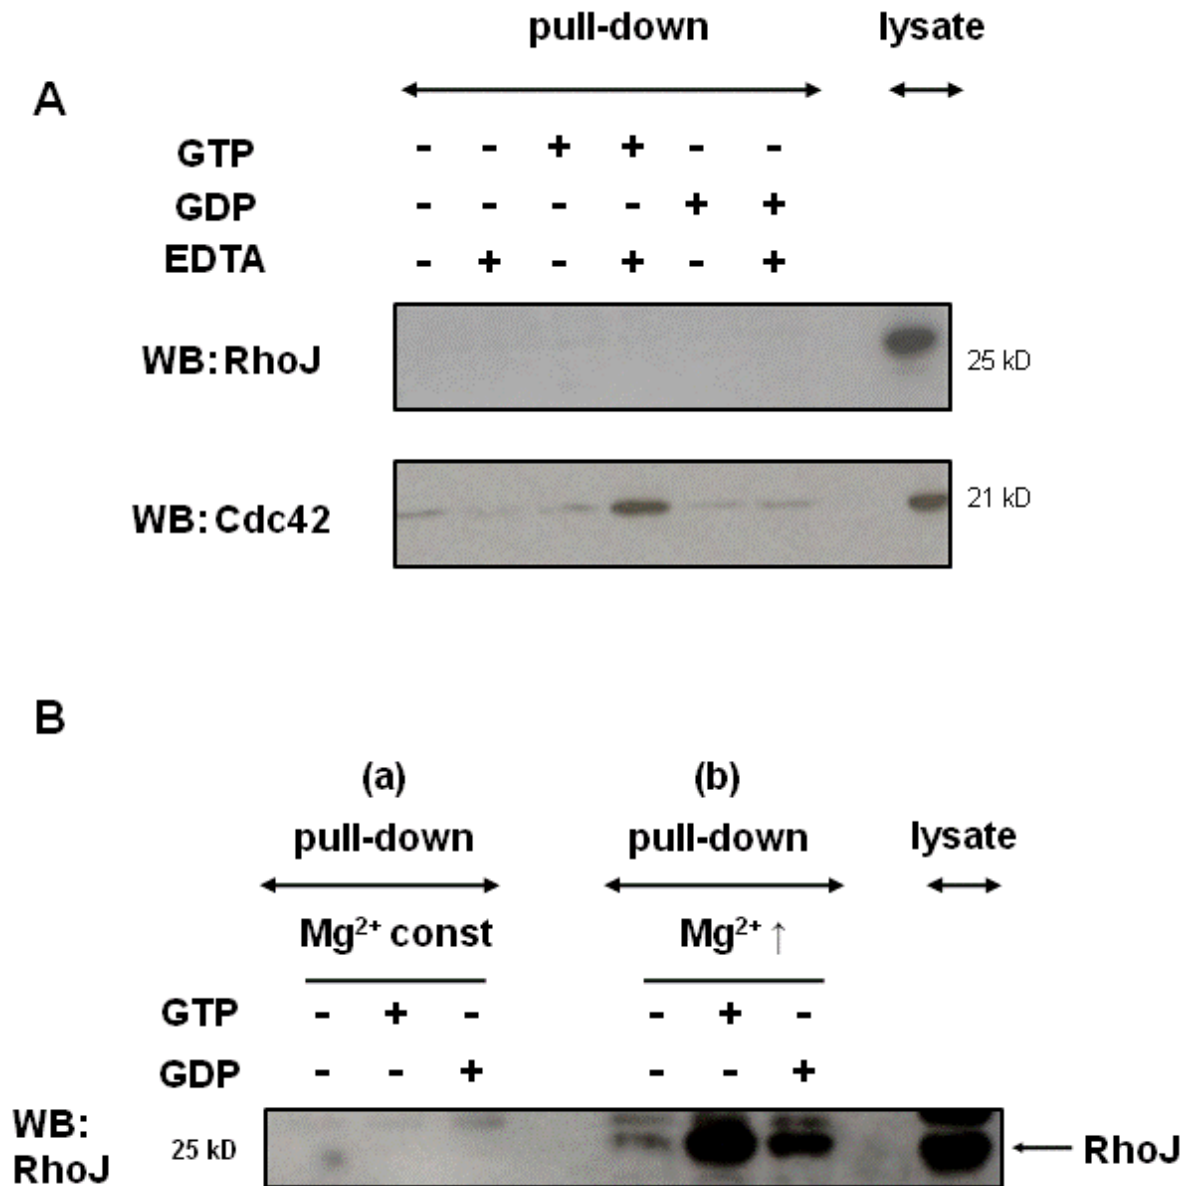 pull-down lysate
A
GTP - - + + - -
GDP - - - - + +
EDTA - + - + - +
WB: RhoJ 25 kD
WB: Cdc42 21 kD
B
(a) (b)
pull-down pull-down lysate
Mg²⁺ const Mg²⁺ ↑
GTP - + - - + -
GDP - - + - - +
WB:
RhoJ 25 kD ← RhoJ